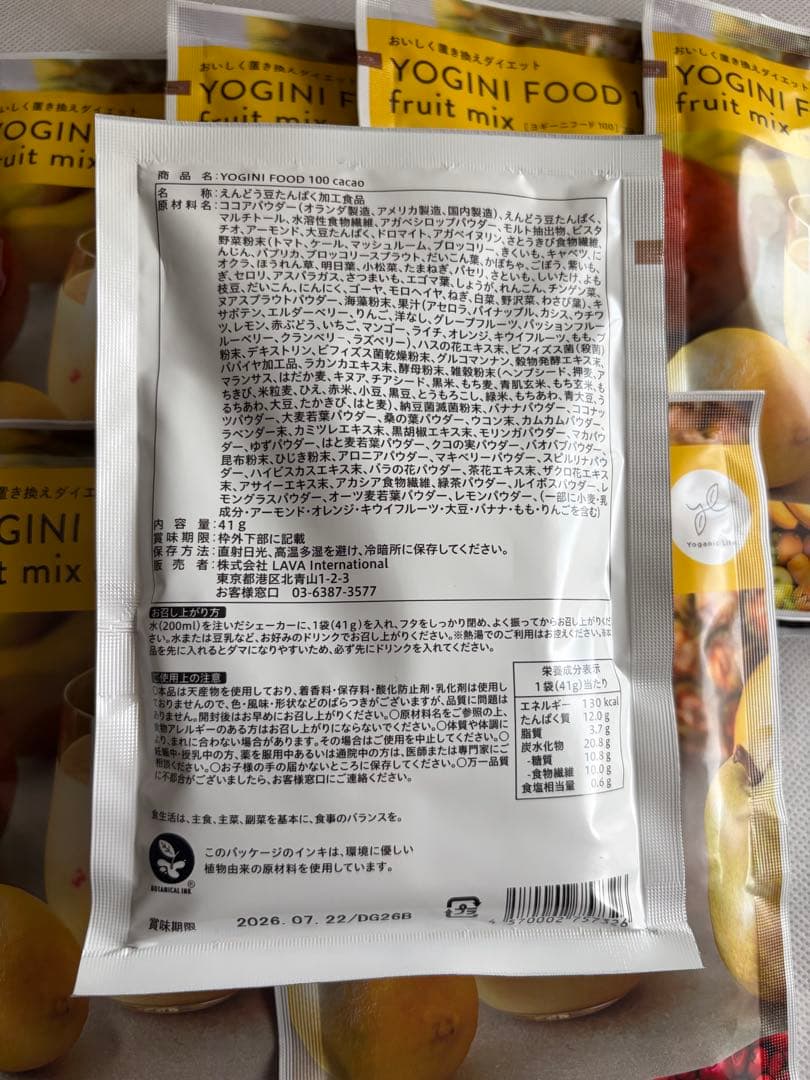 おいしく置き換えダイエット
YOGINI F
おいしく置き換えダイエット
YOGINI FOOD 1
fruit mix [ヨギーニフード100]
おいしく置き換えダイエット
YOGINI F
fruit mix
いしく置き換えダイエット
YOGIN
uit mix
商品名:YOGINI FOOD 100 cacao
名称:えんどう豆たんぱく加工食品
原材料名:ココアパウダー(オランダ製造、アメリカ製造、国内製造)、えんどう豆たんぱく、
マルチトール、水溶性食物繊維、アガベシロップパウダー、モルト抽出物、ピスタ
チオ、アーモンド、大豆たんぱく、ドロマイト、アガベイヌリン、さとうきび食物繊維、
野菜粉末(トマト、ケール、マッシュルーム、ブロッコリー、きくいも、キャベツ、に
んじん、パプリカ、ブロッコリースプラウト、だいこん葉、かぼちゃ、ごぼう、紫いも、
オクラ、ほうれん草、明日葉、小松菜、たまねぎ、パセリ、さといも、しいたけ、よも
ぎ、セロリ、アスパラガス、さつまいも、エゴマ葉、しょうが、れんこん、チンゲン菜、
枝豆、だいこん、にんにく、ゴーヤ、モロヘイヤ、ねぎ、白菜、野沢菜、わさび葉)、キ
ヌアスプラウトパウダー、海藻粉末、果汁(アセロラ、パイナップル、カシス、ウチワ
サボテン、エルダーベリー、りんご、洋なし、グレープフルーツ、パッションフルー
ツ、レモン、赤ぶどう、いちご、マンゴー、ライチ、オレンジ、キウイフルーツ、もも、ブ
ルーベリー、クランベリー、ラズベリー)、ハスの花エキス末、ビフィズス菌(殺菌)
粉末、デキストリン、ビフィズス菌乾燥粉末、グルコマンナン、穀物発酵エキス末、
パパイヤ加工品、ラカンカエキス末、酵母粉末、雑穀粉末(ヘンプシード、押麦、ア
マランサス、はだか麦、キヌア、チアシード、黒米、もち麦、青肌玄米、もち玄米、も
ちきび、米粒麦、ひえ、赤米、小豆、黒豆、とうもろこし、緑米、もちあわ、青大豆、う
るちあわ、大豆、たかきび、はと麦)、納豆菌滅菌粉末、バナナパウダー、ココナッ
ツパウダー、大麦若葉パウダー、桑の葉パウダー、ウコン末、カムカムパウダー、
ラベンダー末、カミツレエキス末、黒胡椒エキス末、モリンガパウダー、マカパウ
ダー、ゆずパウダー、はと麦若葉パウダー、クコの実パウダー、バオバブパウダー、
昆布粉末、ひじき粉末、アロニアパウダー、マキベリーパウダー、スピルリナパウ
ダー、ハイビスカスエキス末、バラの花パウダー、茶花エキス末、ザクロ花エキス
末、アサイーエキス末、アカシア食物繊維、緑茶パウダー、ルイボスパウダー、レ
モングラスパウダー、オーツ麦若葉パウダー、レモンパウダー、(一部に小麦・乳
成分・アーモンド・オレンジ・キウイフルーツ・大豆・バナナ・もも・りんごを含む)
内容量:41g
賞味期限:枠外下部に記載
保存方法:直射日光、高温多湿を避け、冷暗所に保存してください。
販売者:株式会社 LAVA International
東京都港区北青山1-2-3
お客様窓口 03-6387-3577
お召し上がり方
水(200ml)を注いだシェーカーに、1袋(41g)を入れ、フタをしっかり閉め、よく振ってからお召し上がりくだ
さい。水または豆乳など、お好みのドリンクでお召し上がりください。※熱湯でのご利用はお控えください。※本
品を先に入れるとダマになりやすいため、必ず先にドリンクを入れてください。
ご使用上の注意
〇本品は天産物を使用しており、着香料・保存料・酸化防止剤・乳化剤は使用し
ておりませんので、色・風味・形状などのばらつきがございますが、品質に問題は
ありません。開封後はお早めにお召し上がりください。〇原材料名をご参照の上、
食物アレルギーのある方はお召し上がりにならないでください。〇体質や体調に
より、まれに合わない場合があります。その場合はご使用を中止してください。〇
妊娠中・授乳中の方、薬を服用中あるいは通院中の方は、医師または専門家にご
相談ください。〇お子様の手の届かないところに保存してください。〇万一品質
に不都合がございましたら、お客様窓口にご連絡ください。
栄養成分表示
1袋(41g)当たり
エネルギー 130 kcal
たんぱく質 12.0 g
脂質 3.7 g
炭水化物 20.8 g
-糖質 10.8 g
-食物繊維 10.0 g
食塩相当量 0.6 g
食生活は、主食、主菜、副菜を基本に、食事のバランスを。
このパッケージのインキは、環境に優しい
植物由来の原材料を使用しています。
BOTANICAL INK ®
賞味期限 2026.07.22/DG26B
プラ
4 570002 757326
置き換えダイエ
GINI
t mix
yl
Yoganic Life